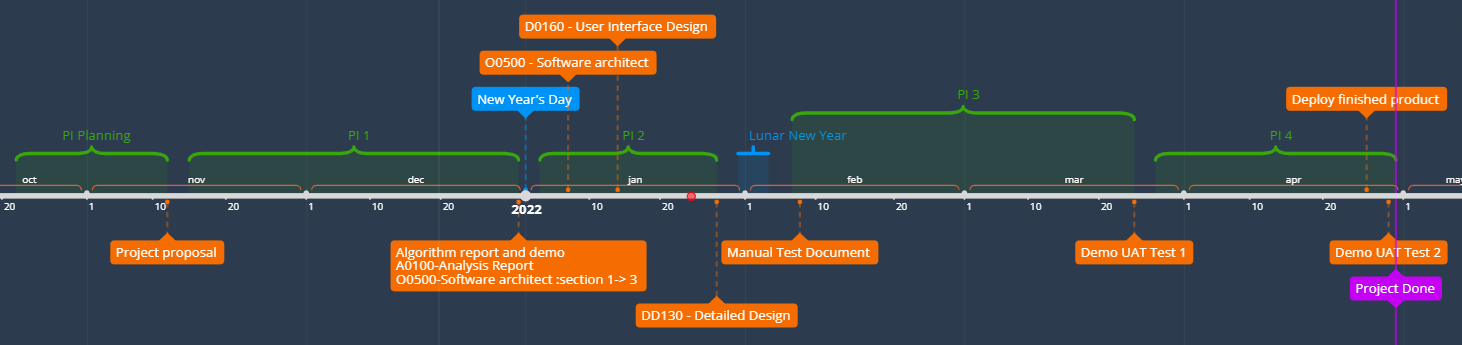 D0160 - User Interface Design
O0500 - Software architect
New Year's Day
Deploy finished product
PI Planning
PI 1
PI 2
Lunar New Year
PI 3
PI 4
oct
nov
dec
jan
feb
mar
apr
may
20
1
10
20
1
10
20
2022
10
20
1
10
20
1
10
20
1
10
20
1
Project proposal
Algorithm report and demo
A0100-Analysis Report
O0500-Software architect :section 1-> 3
Manual Test Document
Demo UAT Test 1
Demo UAT Test 2
Project Done
DD130 - Detailed Design